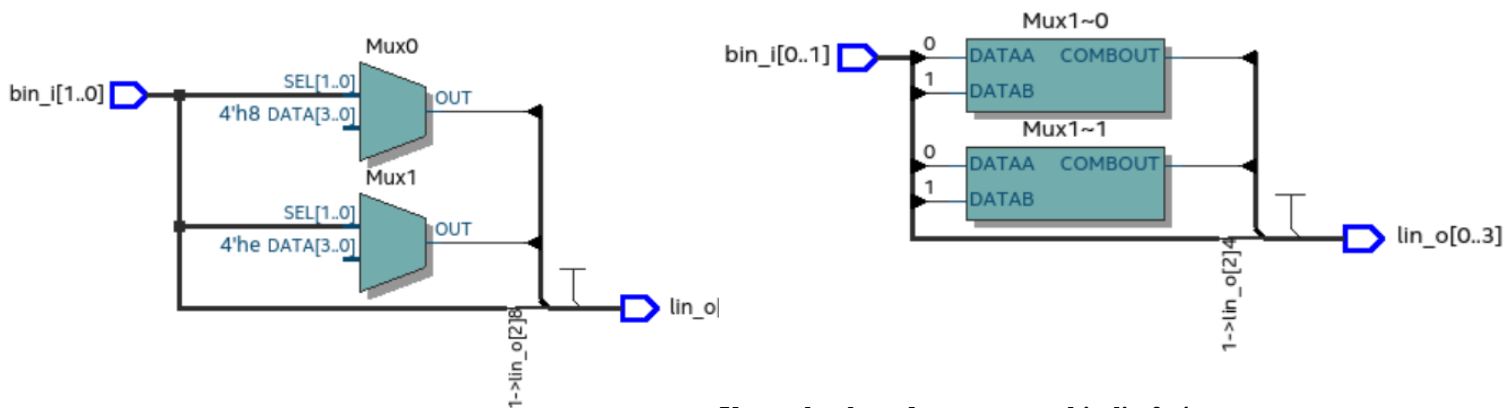 Mux0
bin_i[1..0]
SEL[1..0]
4'h8 DATA[3..0]
OUT
Mux1
SEL[1..0]
4'he DATA[3..0]
OUT
1->lin_o[2]8
lin_o
Mux1~0
bin_i[0..1]
0
DATAA COMBOUT
1
DATAB
Mux1~1
0
DATAA COMBOUT
1
DATAB
1->lin_o[2]4
lin_o[0..3]